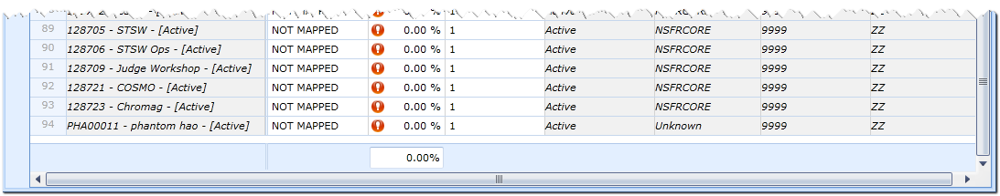 89 128705 - STSW - [Active] NOT MAPPED 0.00 % 1 Active NSFRCORE 9999 ZZ
90 128706 - STSW Ops - [Active] NOT MAPPED 0.00 % 1 Active NSFRCORE 9999 ZZ
91 128709 - Judge Workshop - [Active] NOT MAPPED 0.00 % 1 Active NSFRCORE 9999 ZZ
92 128721 - COSMO - [Active] NOT MAPPED 0.00 % 1 Active NSFRCORE 9999 ZZ
93 128723 - Chromag - [Active] NOT MAPPED 0.00 % 1 Active NSFRCORE 9999 ZZ
94 PHA00011 - phantom hao - [Active] NOT MAPPED 0.00 % 1 Active Unknown 9999 ZZ
0.00%